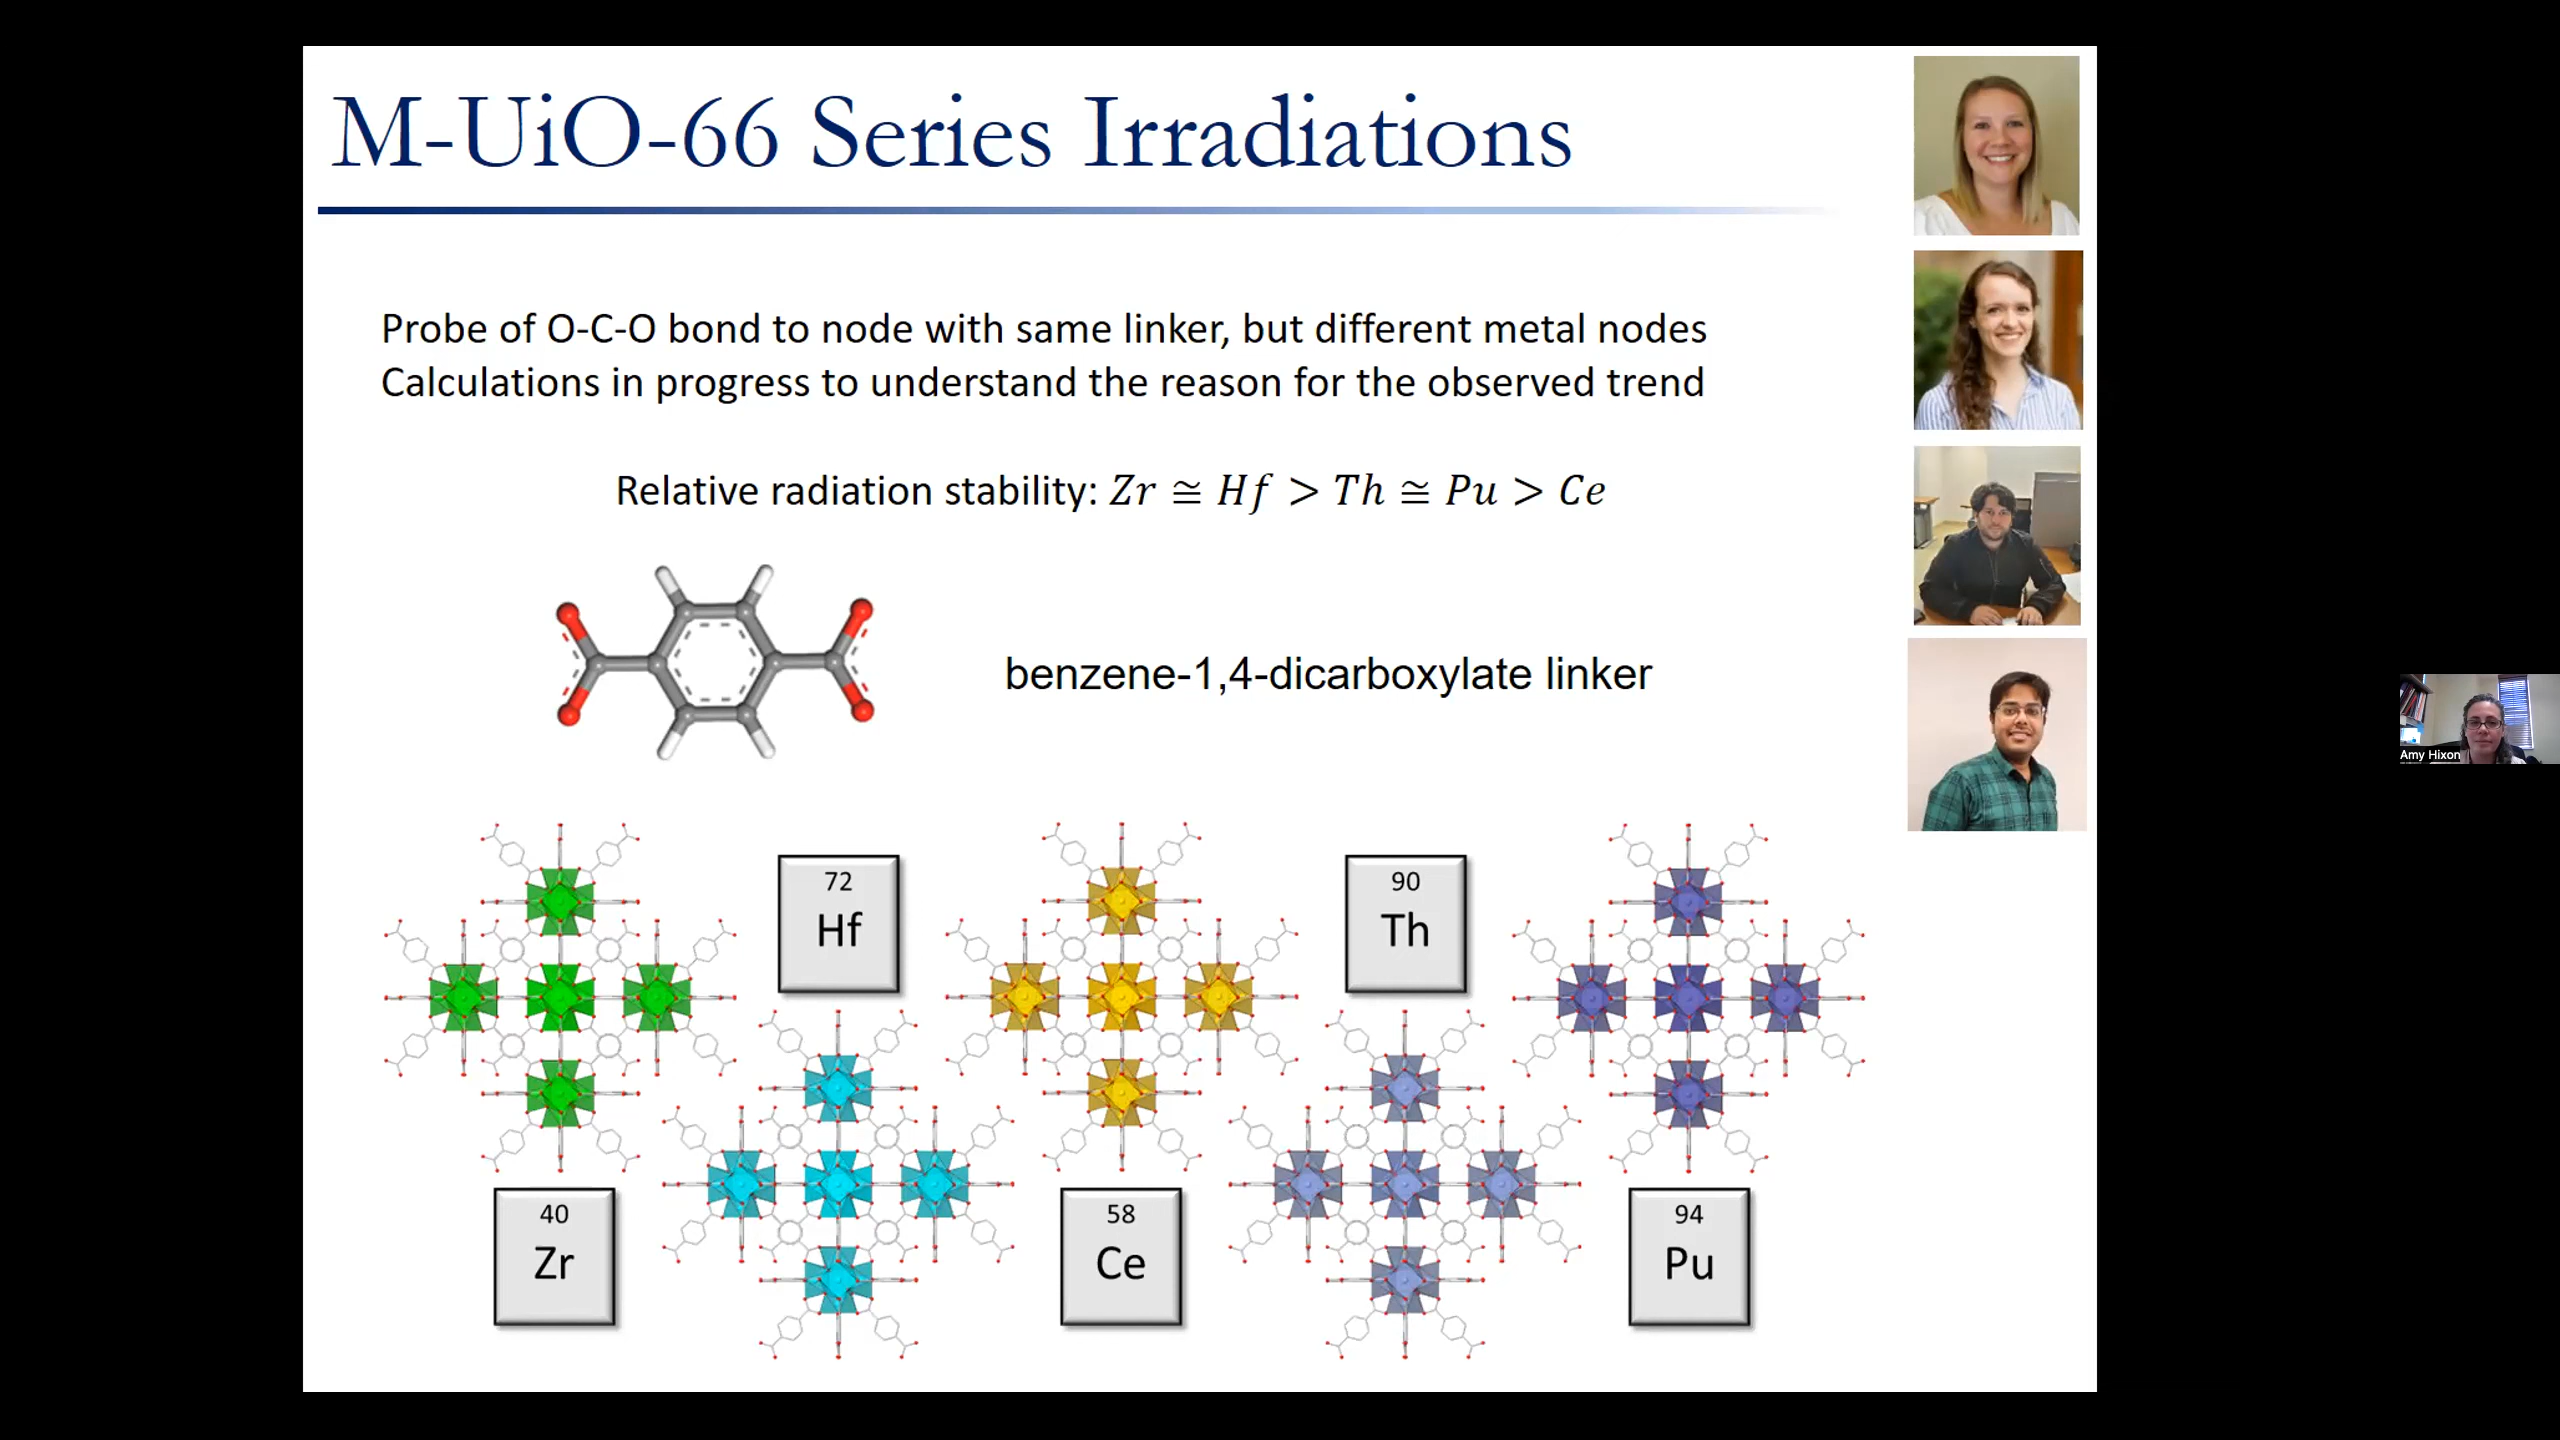 M-UiO-66 Series Irradiations
Probe of O-C-O bond to node with same linker, but different metal nodes
Calculations in progress to understand the reason for the observed trend
Relative radiation stability: Zr ≅ Hf > Th ≅ Pu > Ce
benzene-1,4-dicarboxylate linker
Amy Hixon
72
Hf
90
Th
40
Zr
58
Ce
94
Pu